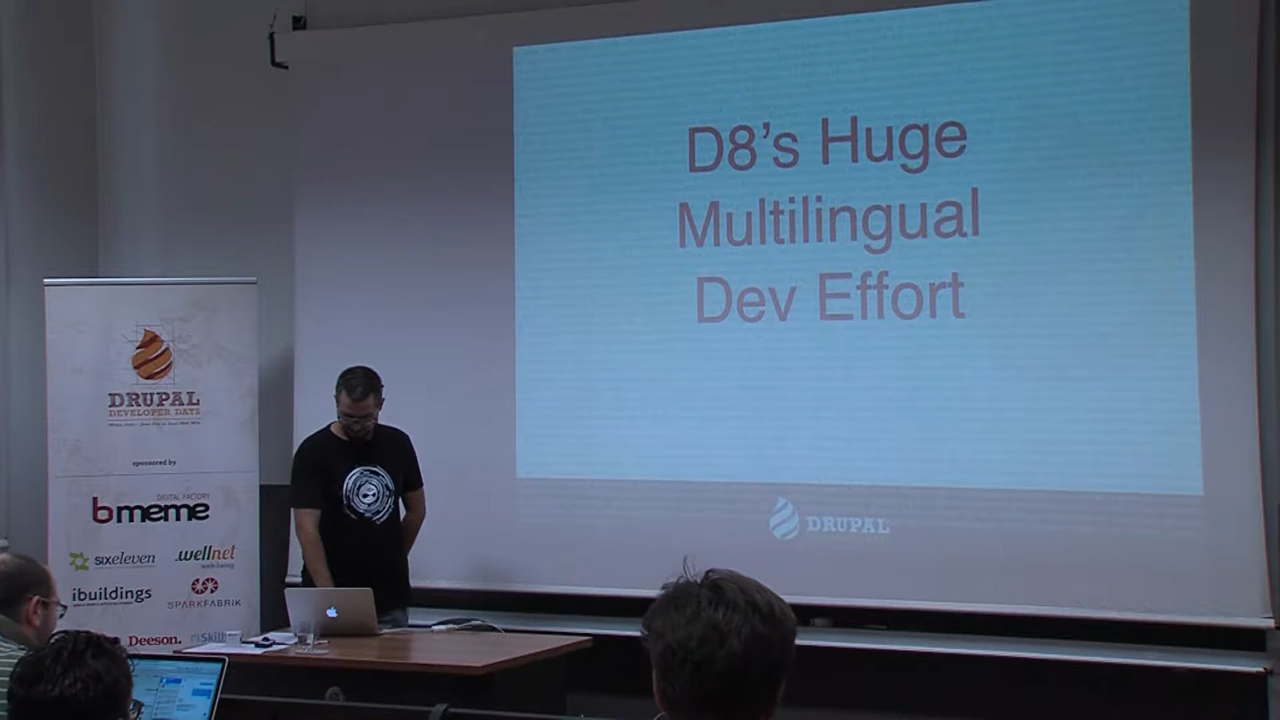 D8's Huge
Multilingual
Dev Effort
DRUPAL
DRUPAL
DEVELOPER DAYS
sponsored by
DIGITAL FACTORY
bmeme
sixeleven
.wellnet
ibuildings
SPARKFABRIK
Deeson.
Skill